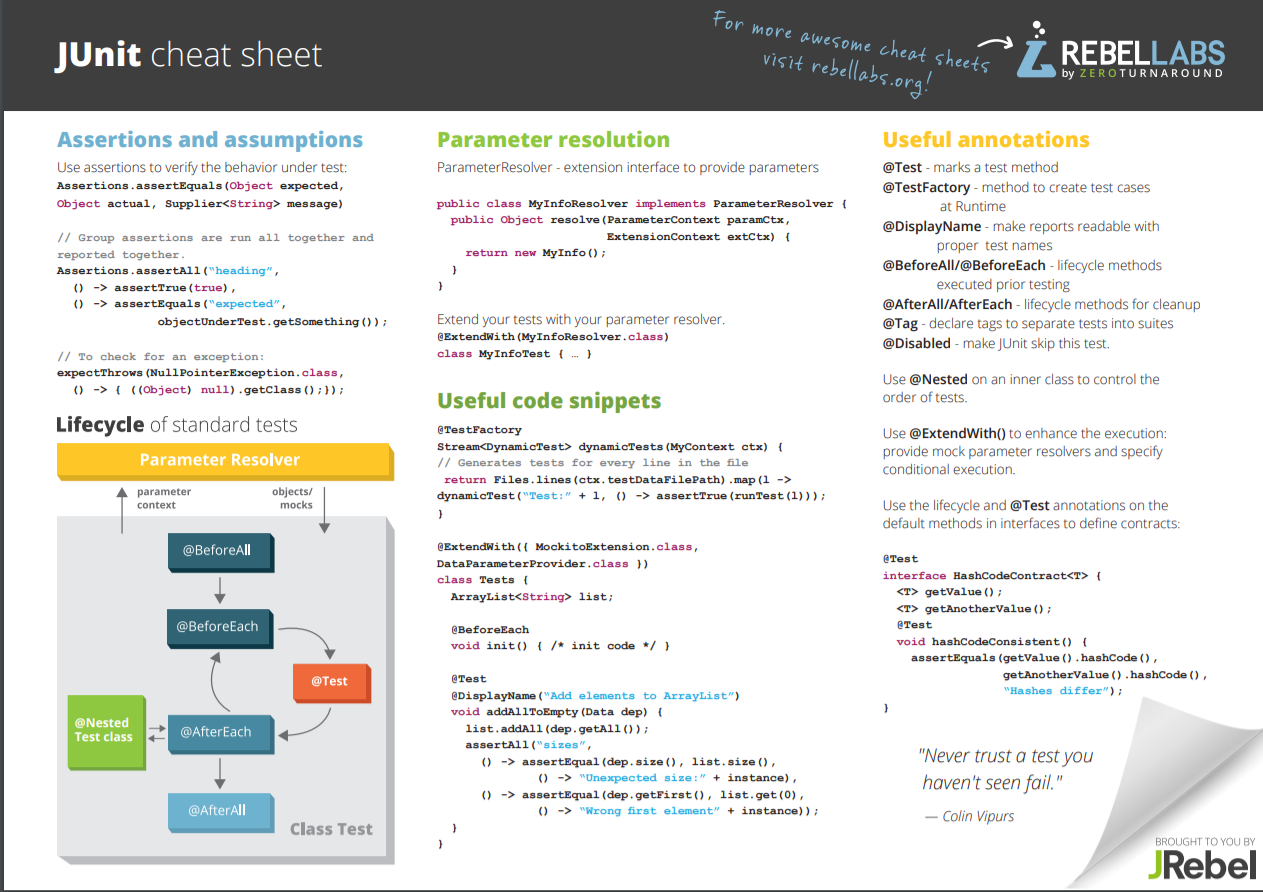 JUnit cheat sheet
For more awesome cheat sheets
visit rebellabs.org!
REBELLABS
by ZEROTURNAROUND
Assertions and assumptions
Use assertions to verify the behavior under test:
Assertions.assertEquals(Object expected,
Object actual, Supplier<String> message)
// Group assertions are run all together and
reported together.
Assertions.assertAll(“heading”,
() -> assertTrue(true),
() -> assertEquals(“expected”,
objectUnderTest.getSomething());
// To check for an exception:
expectThrows(NullPointerException.class,
() -> { ((Object) null).getClass();});
Lifecycle of standard tests
Parameter Resolver
parameter
context
objects/
mocks
@BeforeAll
@BeforeEach
@Test
@Nested
Test class
@AfterEach
@AfterAll
Class Test
Parameter resolution
ParameterResolver - extension interface to provide parameters
public class MyInfoResolver implements ParameterResolver {
public Object resolve(ParameterContext paramCtx,
ExtensionContext extCtx) {
return new MyInfo();
}
}
Extend your tests with your parameter resolver.
@ExtendWith(MyInfoResolver.class)
class MyInfoTest { … }
Useful code snippets
@TestFactory
Stream<DynamicTest> dynamicTests(MyContext ctx) {
// Generates tests for every line in the file
return Files.lines(ctx.testDataFilePath).map(l ->
dynamicTest(“Test:” + l, () -> assertTrue(runTest(l)));
}
@ExtendWith({ MockitoExtension.class,
DataParameterProvider.class })
class Tests {
ArrayList<String> list;
@BeforeEach
void init() { /* init code */ }
@Test
@DisplayName(“Add elements to ArrayList”)
void addAllToEmpty(Data dep) {
list.addAll(dep.getAll());
assertAll(“sizes”,
() -> assertEqual(dep.size(), list.size(),
() -> “Unexpected size:” + instance),
() -> assertEqual(dep.getFirst(), list.get(0),
() -> “Wrong first element” + instance));
}
}
Useful annotations
@Test - marks a test method
@TestFactory - method to create test cases
at Runtime
@DisplayName - make reports readable with
proper test names
@BeforeAll/@BeforeEach - lifecycle methods
executed prior testing
@AfterAll/AfterEach - lifecycle methods for cleanup
@Tag - declare tags to separate tests into suites
@Disabled - make JUnit skip this test.
Use @Nested on an inner class to control the
order of tests.
Use @ExtendWith() to enhance the execution:
provide mock parameter resolvers and specify
conditional execution.
Use the lifecycle and @Test annotations on the
default methods in interfaces to define contracts:
@Test
interface HashCodeContract<T> {
<T> getValue();
<T> getAnotherValue();
@Test
void hashCodeConsistent() {
assertEquals(getValue().hashCode(),
getAnotherValue().hashCode(),
“Hashes differ”);
}
"Never trust a test you
haven't seen fail."
— Colin Vipurs
BROUGHT TO YOU BY
JRebel